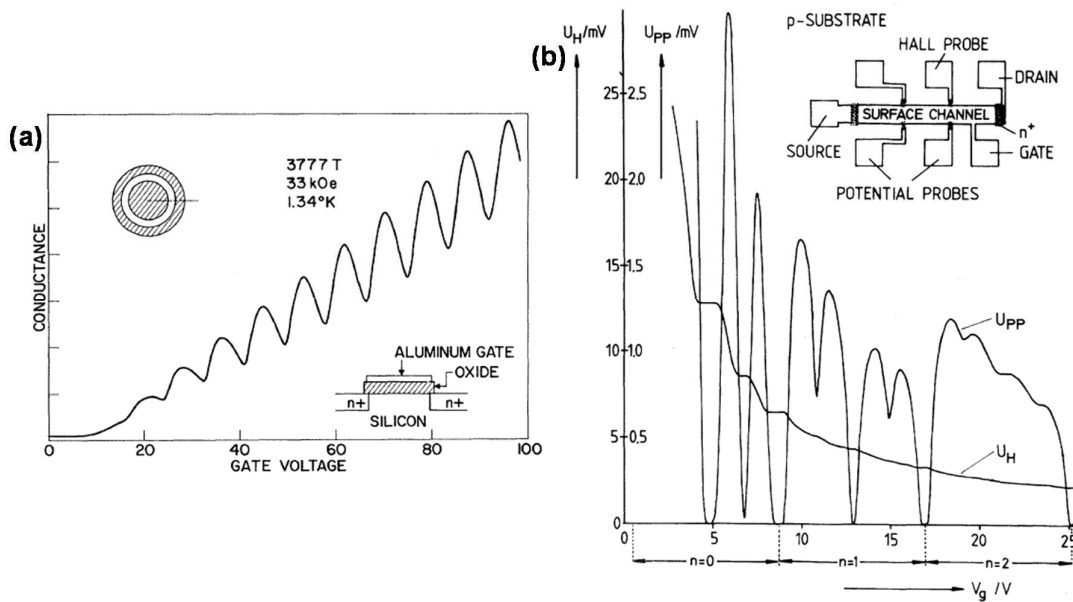 (a)
3777 T
33 kOe
1.34°K
CONDUCTANCE
ALUMINUM GATE
OXIDE
n+
n+
SILICON
0
20
40
60
80
100
GATE VOLTAGE
(b)
U_H/mV
U_PP/mV
p-SUBSTRATE
HALL PROBE
DRAIN
SURFACE CHANNEL
n+
SOURCE
GATE
POTENTIAL PROBES
25
2.5
20
2.0
15
1.5
10
1.0
5
0.5
0
0
U_PP
U_H
0
5
10
15
20
25
n=0
n=1
n=2
V_g/V